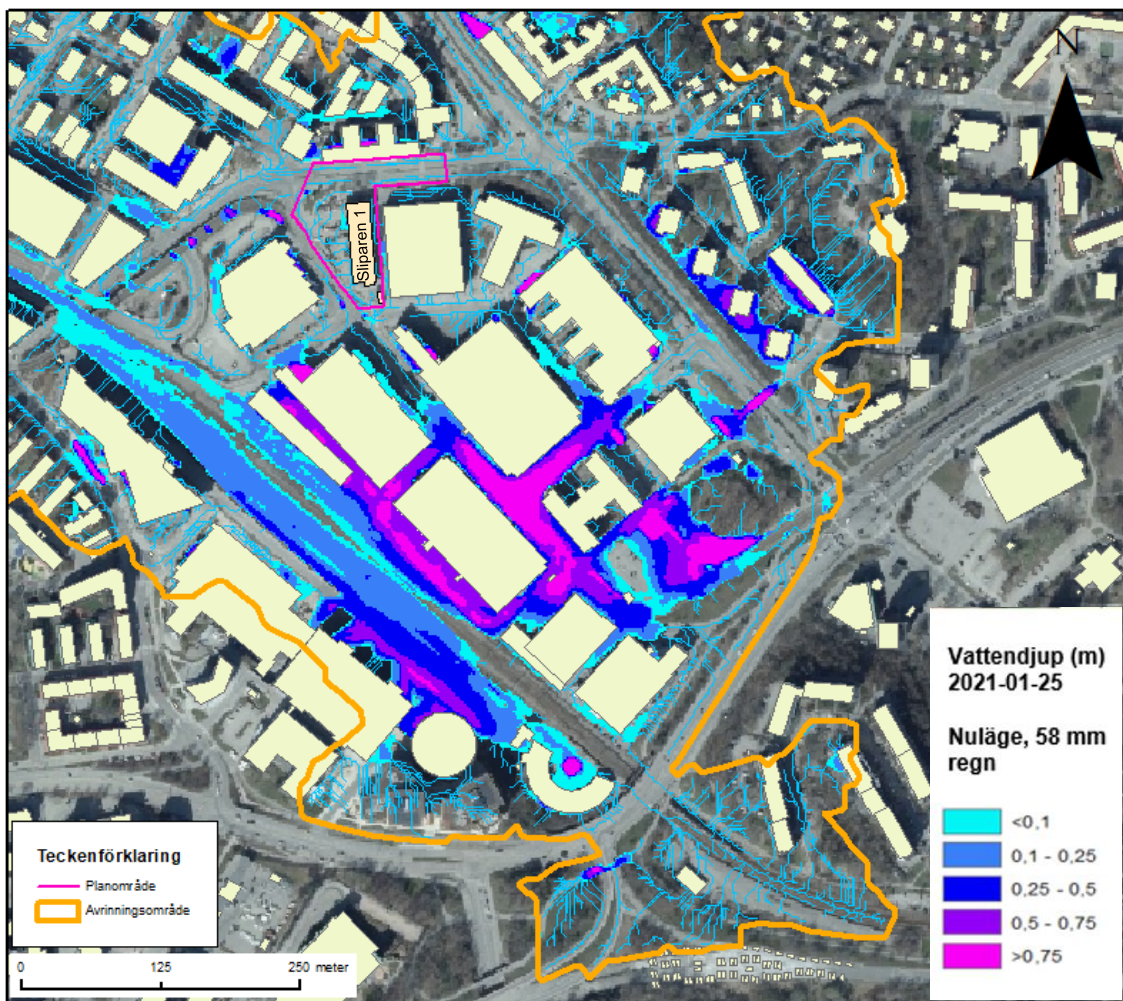 N
Sliparen 1
Vattendjup (m)
2021-01-25
Nuläge, 58 mm
regn
<0,1
0,1 - 0,25
0,25 - 0,5
0,5 - 0,75
>0,75
Teckenförklaring
Planområde
Avrinningsområde
0 125 250 meter